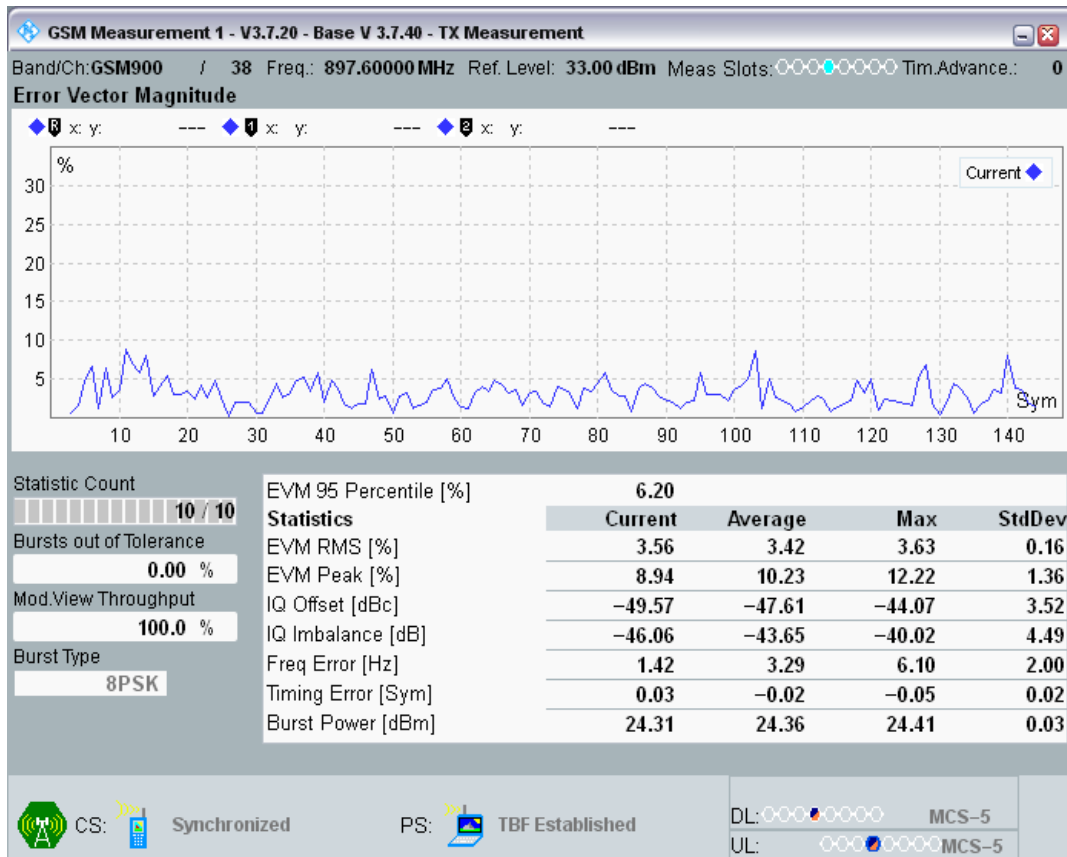 GSM Measurement 1 - V3.7.20 - Base V 3.7.40 - TX Measurement
Band/Ch:GSM900 / 38 Freq.: 897.60000 MHz Ref. Level: 33.00 dBm Meas Slots: Tim.Advance.: 0
Error Vector Magnitude
R x: y: --- 1 x: y: --- 2 x: y: ---
%
Current
30
25
20
15
10
5
Sym
10 20 30 40 50 60 70 80 90 100 110 120 130 140
Statistic Count
10 / 10
Bursts out of Tolerance
0.00 %
Mod.View Throughput
100.0 %
Burst Type
8PSK
EVM 95 Percentile [%] 6.20
Statistics Current Average Max StdDev
EVM RMS [%] 3.56 3.42 3.63 0.16
EVM Peak [%] 8.94 10.23 12.22 1.36
IQ Offset [dBc] −49.57 −47.61 −44.07 3.52
IQ Imbalance [dB] −46.06 −43.65 −40.02 4.49
Freq Error [Hz] 1.42 3.29 6.10 2.00
Timing Error [Sym] 0.03 −0.02 −0.05 0.02
Burst Power [dBm] 24.31 24.36 24.41 0.03
CS: Synchronized PS: TBF Established
DL: MCS−5
UL: MCS−5